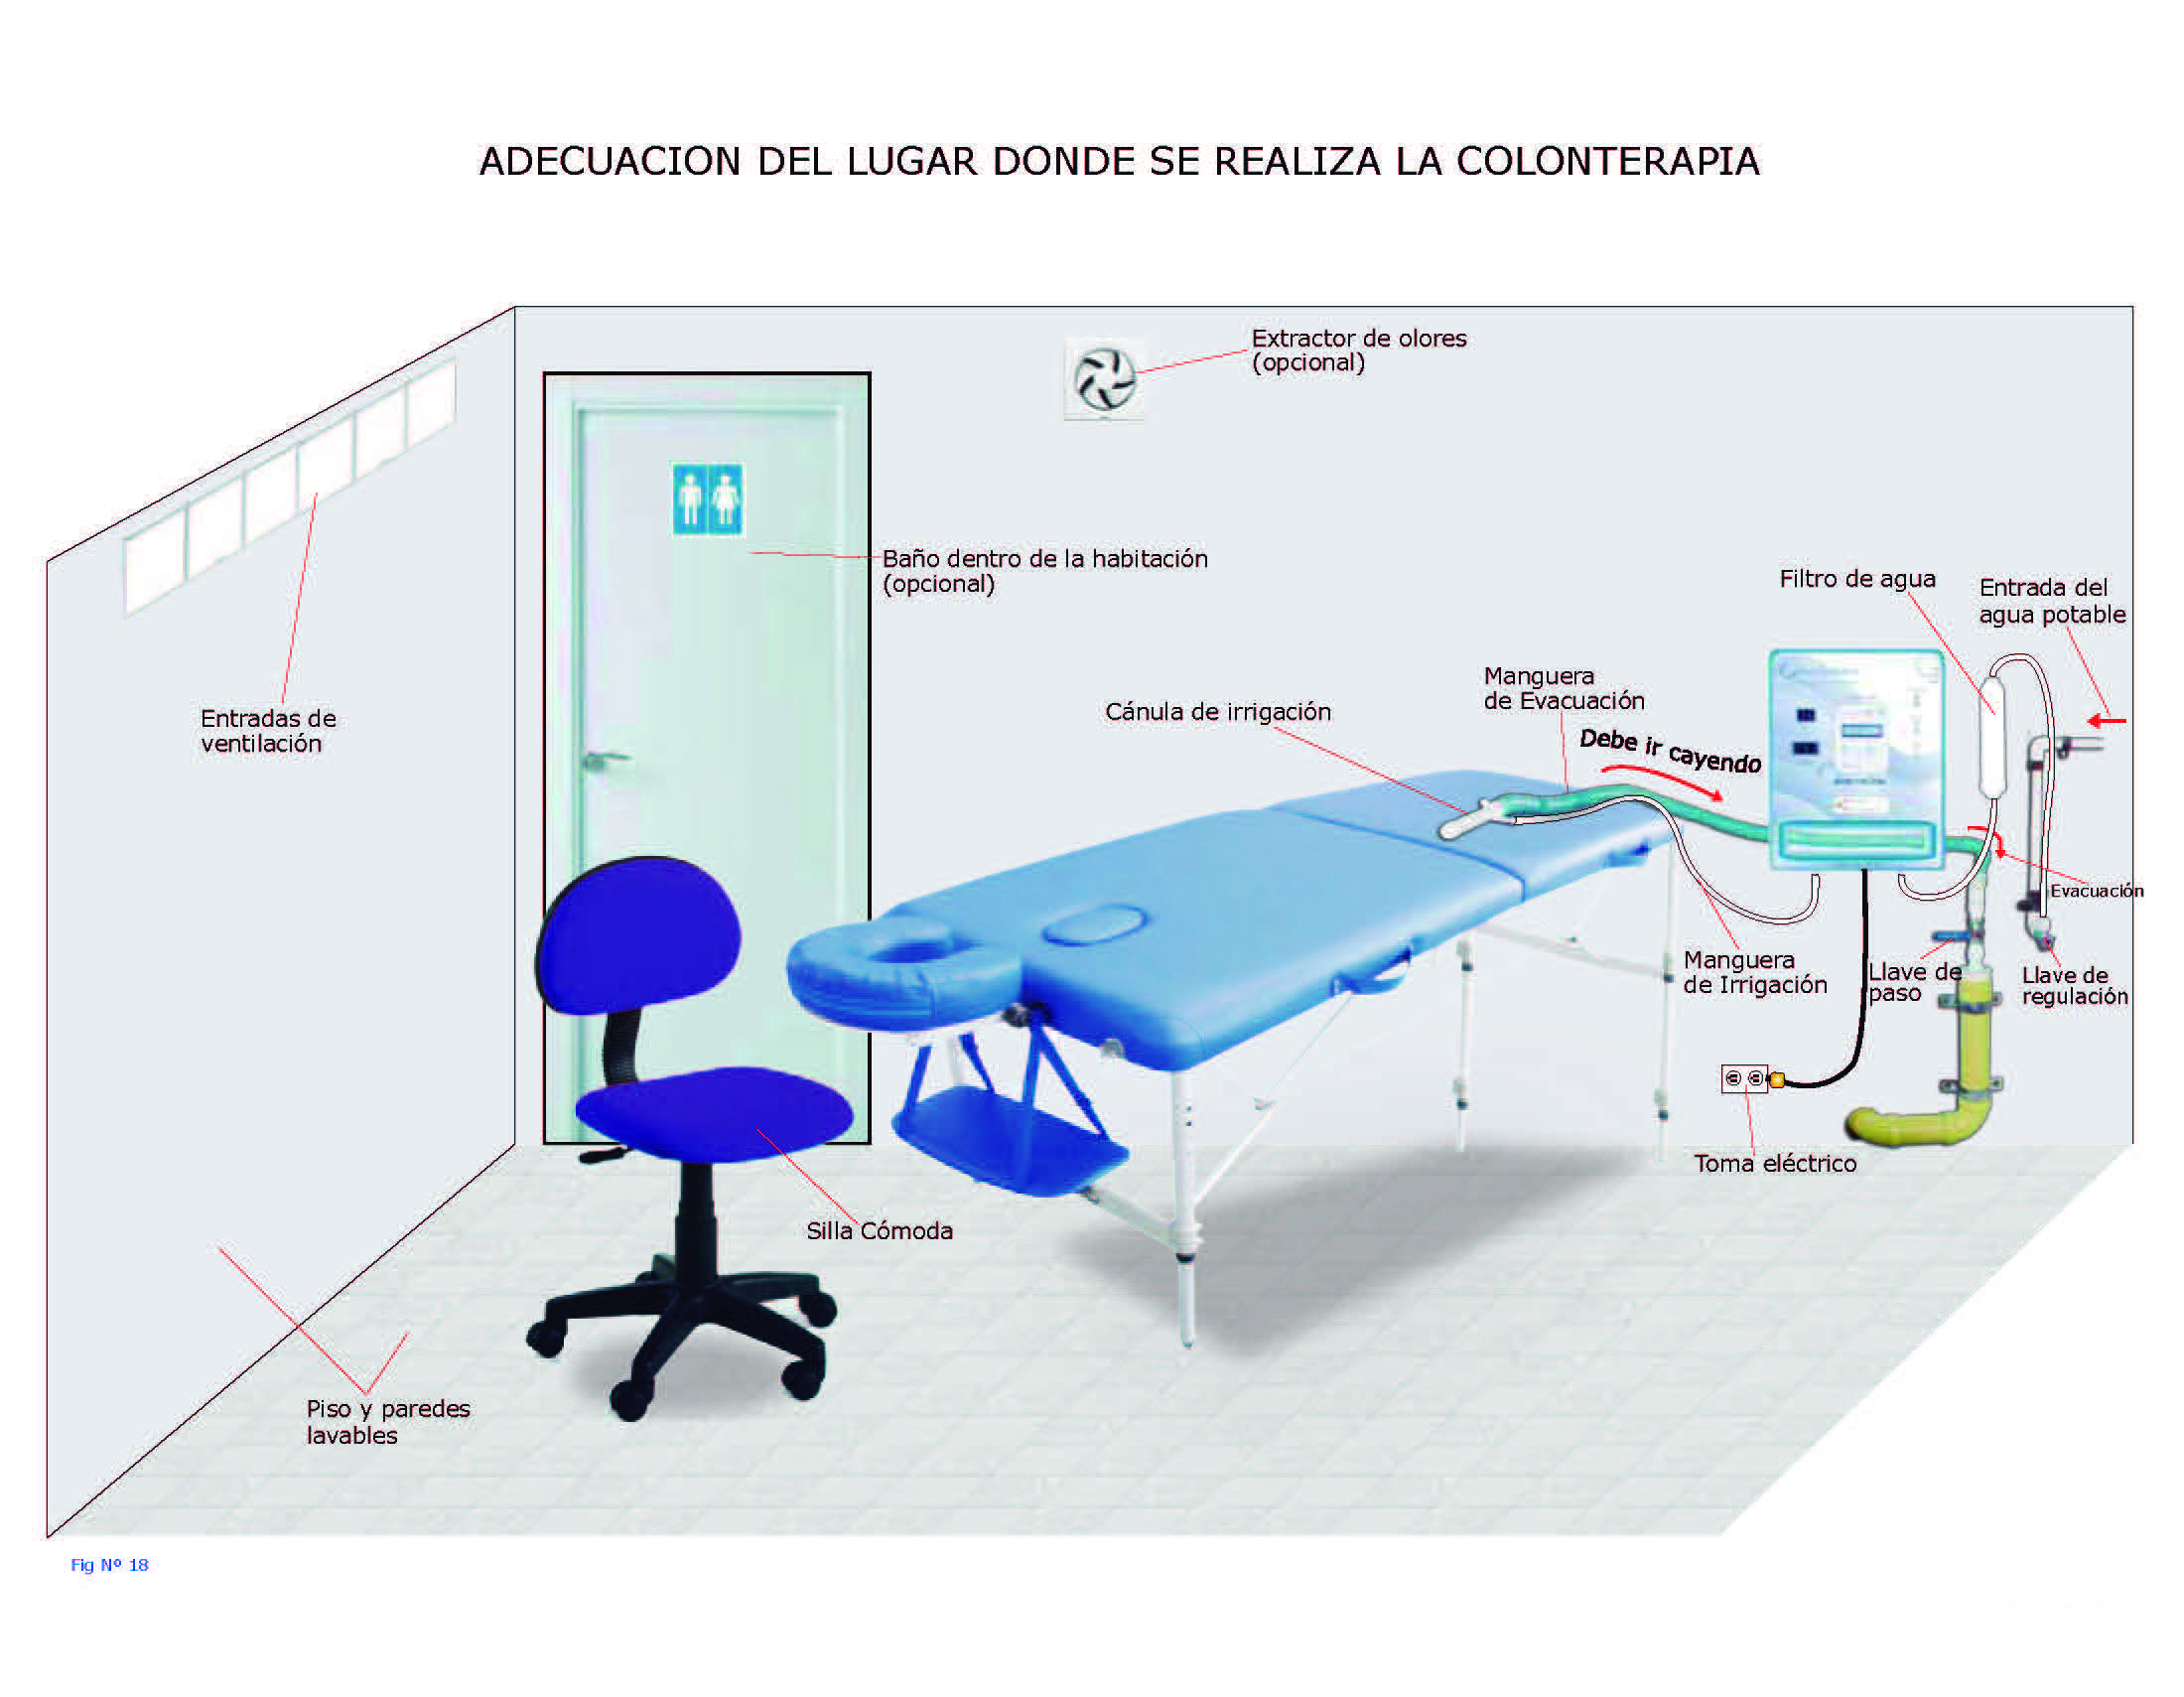 ADECUACION DEL LUGAR DONDE SE REALIZA LA COLONTERAPIA
Extractor de olores
(opcional)
Baño dentro de la habitación
(opcional)
Filtro de agua
Entrada del
agua potable
Manguera
de Evacuación
Cánula de irrigación
Debe ir cayendo
Entradas de
ventilación
Evacuación
Manguera
de Irrigación
Llave de
paso
Llave de
regulación
Toma eléctrico
Silla Cómoda
Piso y paredes
lavables
Fig Nº 18